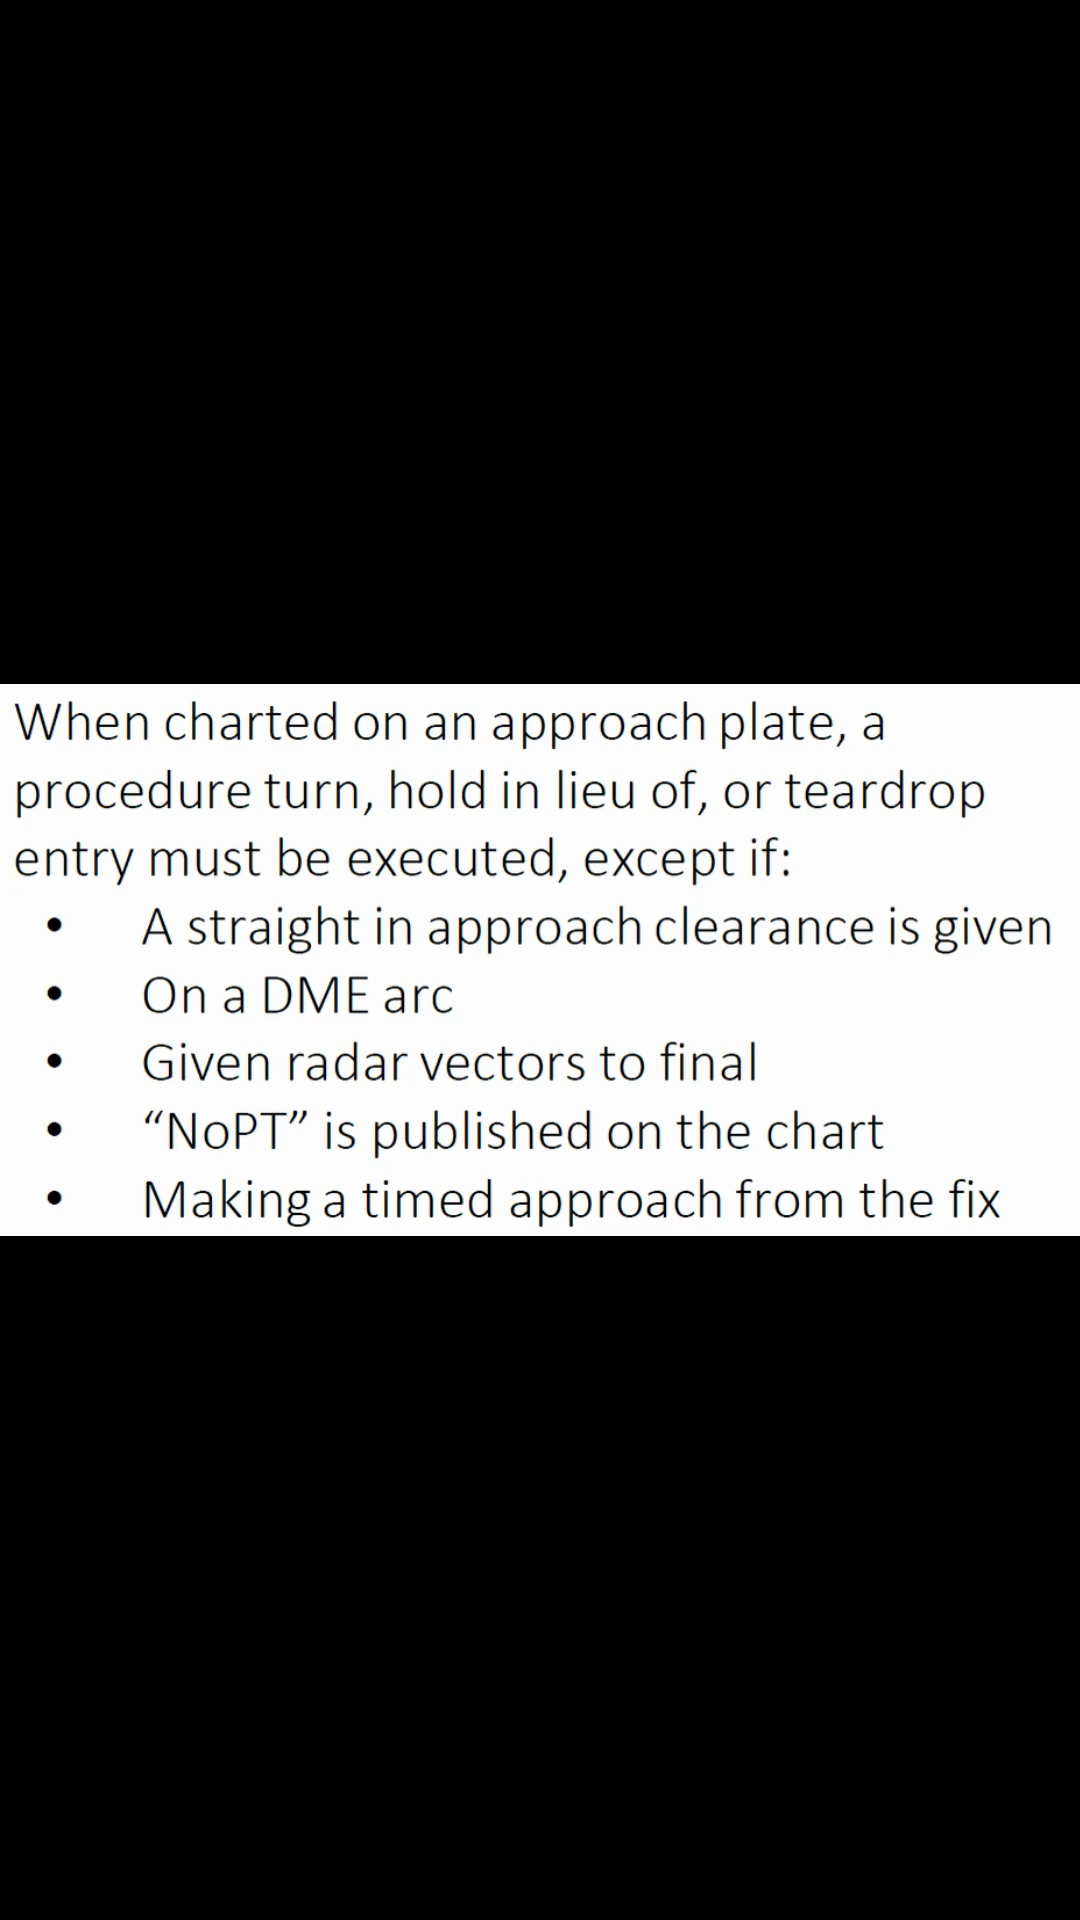 When charted on an approach plate, a
procedure turn, hold in lieu of, or teardrop
entry must be executed, except if:
• A straight in approach clearance is given
• On a DME arc
• Given radar vectors to final
• “NoPT” is published on the chart
• Making a timed approach from the fix